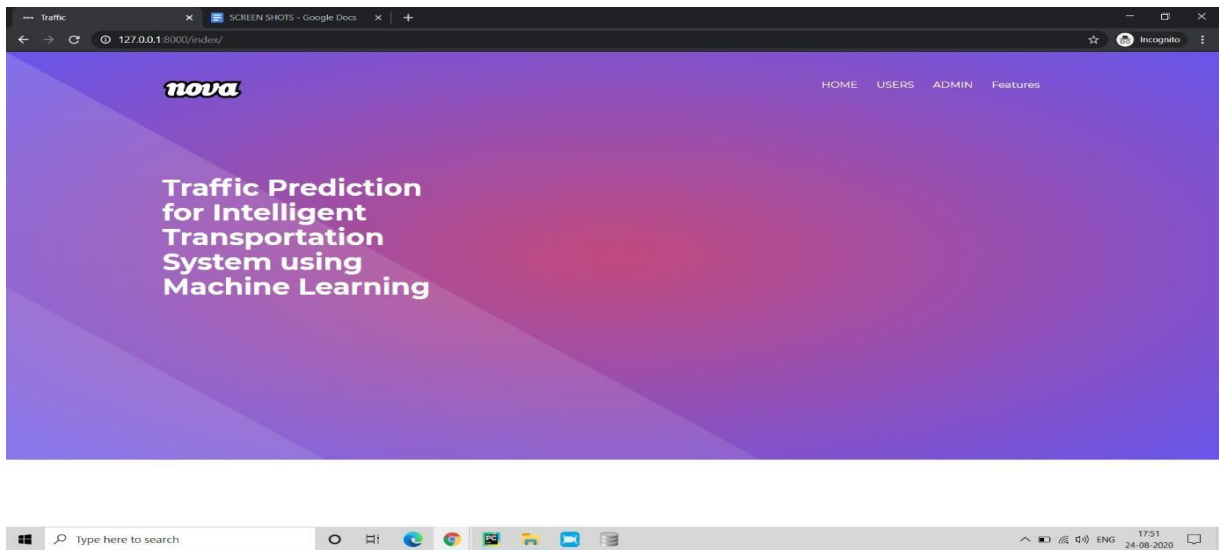 Traffic
SCREEN SHOTS - Google Docs
127.0.0.1:8000/index/
Incognito
nova
HOME USERS ADMIN Features
Traffic Prediction
for Intelligent
Transportation
System using
Machine Learning
Type here to search
PC
ENG
17:51
24-08-2020